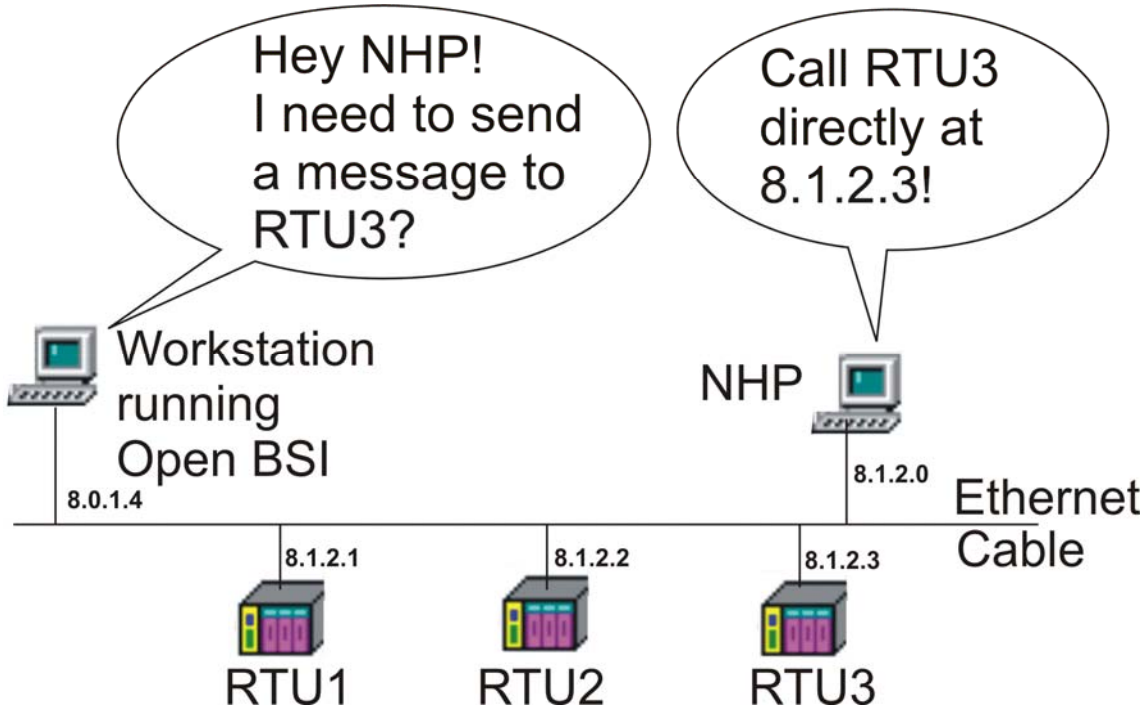 Hey NHP!
I need to send
a message to
RTU3?
Call RTU3
directly at
8.1.2.3!
Workstation
running
Open BSI
NHP
8.0.1.4
8.1.2.0
Ethernet
Cable
8.1.2.1
8.1.2.2
8.1.2.3
RTU1
RTU2
RTU3